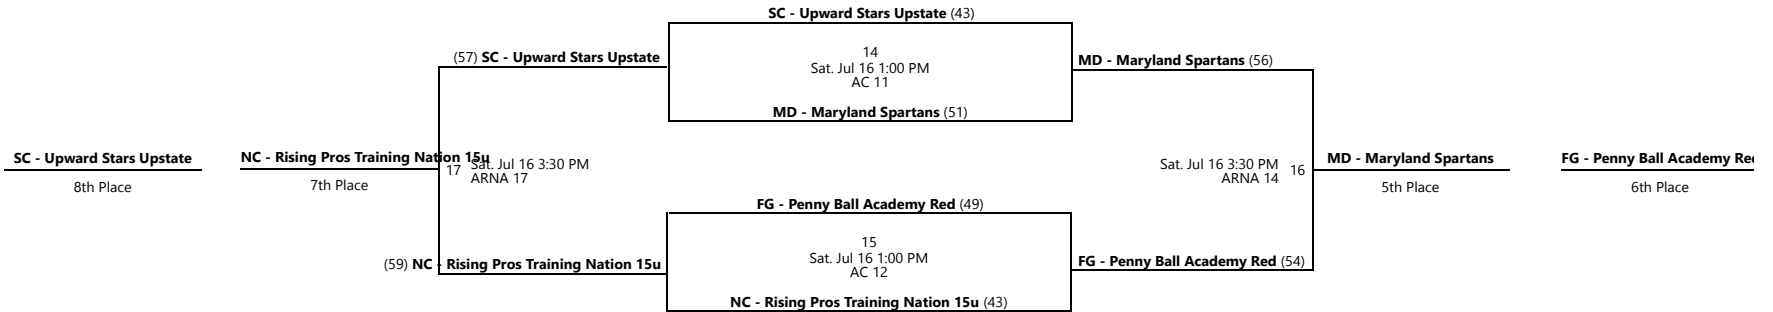 SC - Upward Stars Upstate (43)
14
Sat. Jul 16 1:00 PM
AC 11
MD - Maryland Spartans (51)
(57) SC - Upward Stars Upstate
MD - Maryland Spartans (56)
SC - Upward Stars Upstate
8th Place
NC - Rising Pros Training Nation 15u
7th Place
17 Sat. Jul 16 3:30 PM
ARNA 17
Sat. Jul 16 3:30 PM 16
ARNA 14
MD - Maryland Spartans
5th Place
FG - Penny Ball Academy Red
6th Place
FG - Penny Ball Academy Red (49)
15
Sat. Jul 16 1:00 PM
AC 12
NC - Rising Pros Training Nation 15u (43)
(59) NC - Rising Pros Training Nation 15u
FG - Penny Ball Academy Red (54)